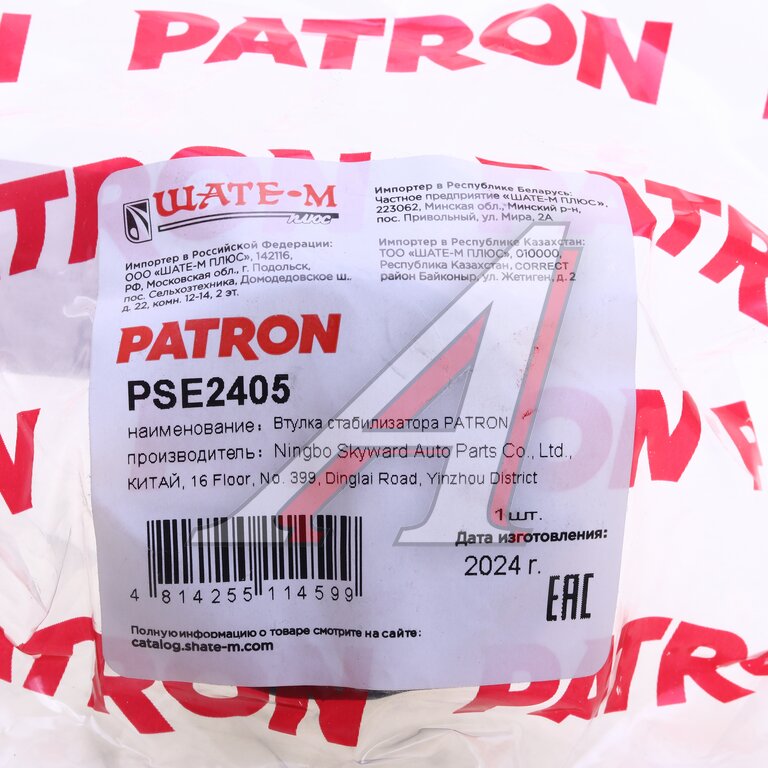 PATRON
ШАТЕ-М
плюс
Импортер в Российской Федерации:
ООО «ШАТЕ-М ПЛЮС», 142116,
РФ, Московская обл., г. Подольск,
пос. Сельхозтехника, Домодедовское ш.,
д. 22, комн. 12-14, 2 эт.
Импортер в Республике Беларусь:
Частное предприятие «ШАТЕ-М ПЛЮС»,
223062, Минская обл., Минский р-н,
пос. Привольный, ул. Мира, 2А
Импортер в Республике Казахстан:
ТОО «ШАТЕ-М ПЛЮС», 010000,
Республика Казахстан, CORRECT
район Байконыр, ул. Жетиген, д. 2
PATRON
PSE2405
наименование: Втулка стабилизатора PATRON
производитель: Ningbo Skyward Auto Parts Co., Ltd.,
КИТАЙ, 16 Floor, No. 399, Dinglai Road, Yinzhou District
1 шт.
Дата изготовления:
2024 г.
EAC
4 814255 114599
Полную информацию о товаре смотрите на сайте:
catalog.shate-m.com
PATRON
PATRON